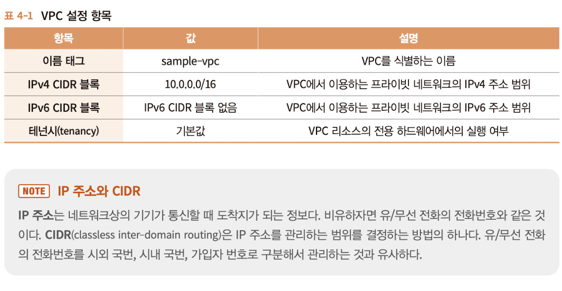 표 4-1 VPC 설정 항목
항목 값 설명
이름 태그 sample-vpc VPC를 식별하는 이름
IPv4 CIDR 블록 10.0.0.0/16 VPC에서 이용하는 프라이빗 네트워크의 IPv4 주소 범위
IPv6 CIDR 블록 IPv6 CIDR 블록 없음 VPC에서 이용하는 프라이빗 네트워크의 IPv6 주소 범위
테넌시(tenancy) 기본값 VPC 리소스의 전용 하드웨어에서의 실행 여부
NOTE IP 주소와 CIDR
IP 주소는 네트워크상의 기기가 통신할 때 도착지가 되는 정보다. 비유하자면 유/무선 전화의 전화번호와 같은 것
이다. CIDR(classless inter-domain routing)은 IP 주소를 관리하는 범위를 결정하는 방법의 하나다. 유/무선 전화
의 전화번호를 시외 국번, 시내 국번, 가입자 번호로 구분해서 관리하는 것과 유사하다.